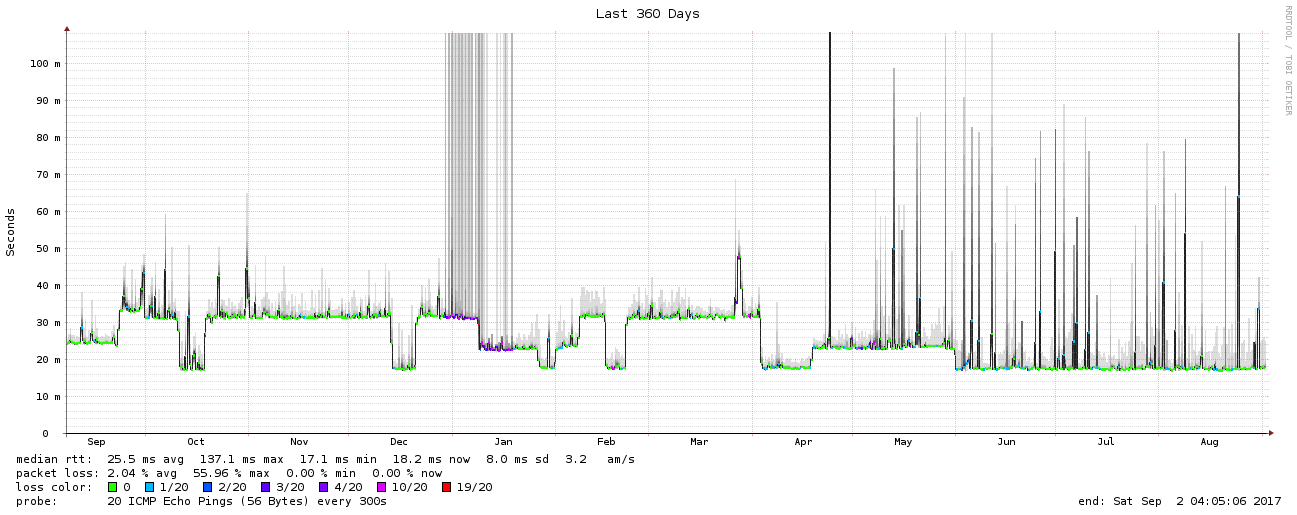 Last 360 Days
RRDTOOL / TOBI OETIKER
Seconds
100 m
90 m
80 m
70 m
60 m
50 m
40 m
30 m
20 m
10 m
0
Sep Oct Nov Dec Jan Feb Mar Apr May Jun Jul Aug
median rtt: 25.5 ms avg 137.1 ms max 17.1 ms min 18.2 ms now 8.0 ms sd 3.2 am/s
packet loss: 2.04 % avg 55.96 % max 0.00 % min 0.00 % now
loss color: 0 1/20 2/20 3/20 4/20 10/20 19/20
probe: 20 ICMP Echo Pings (56 Bytes) every 300s end: Sat Sep 2 04:05:06 2017